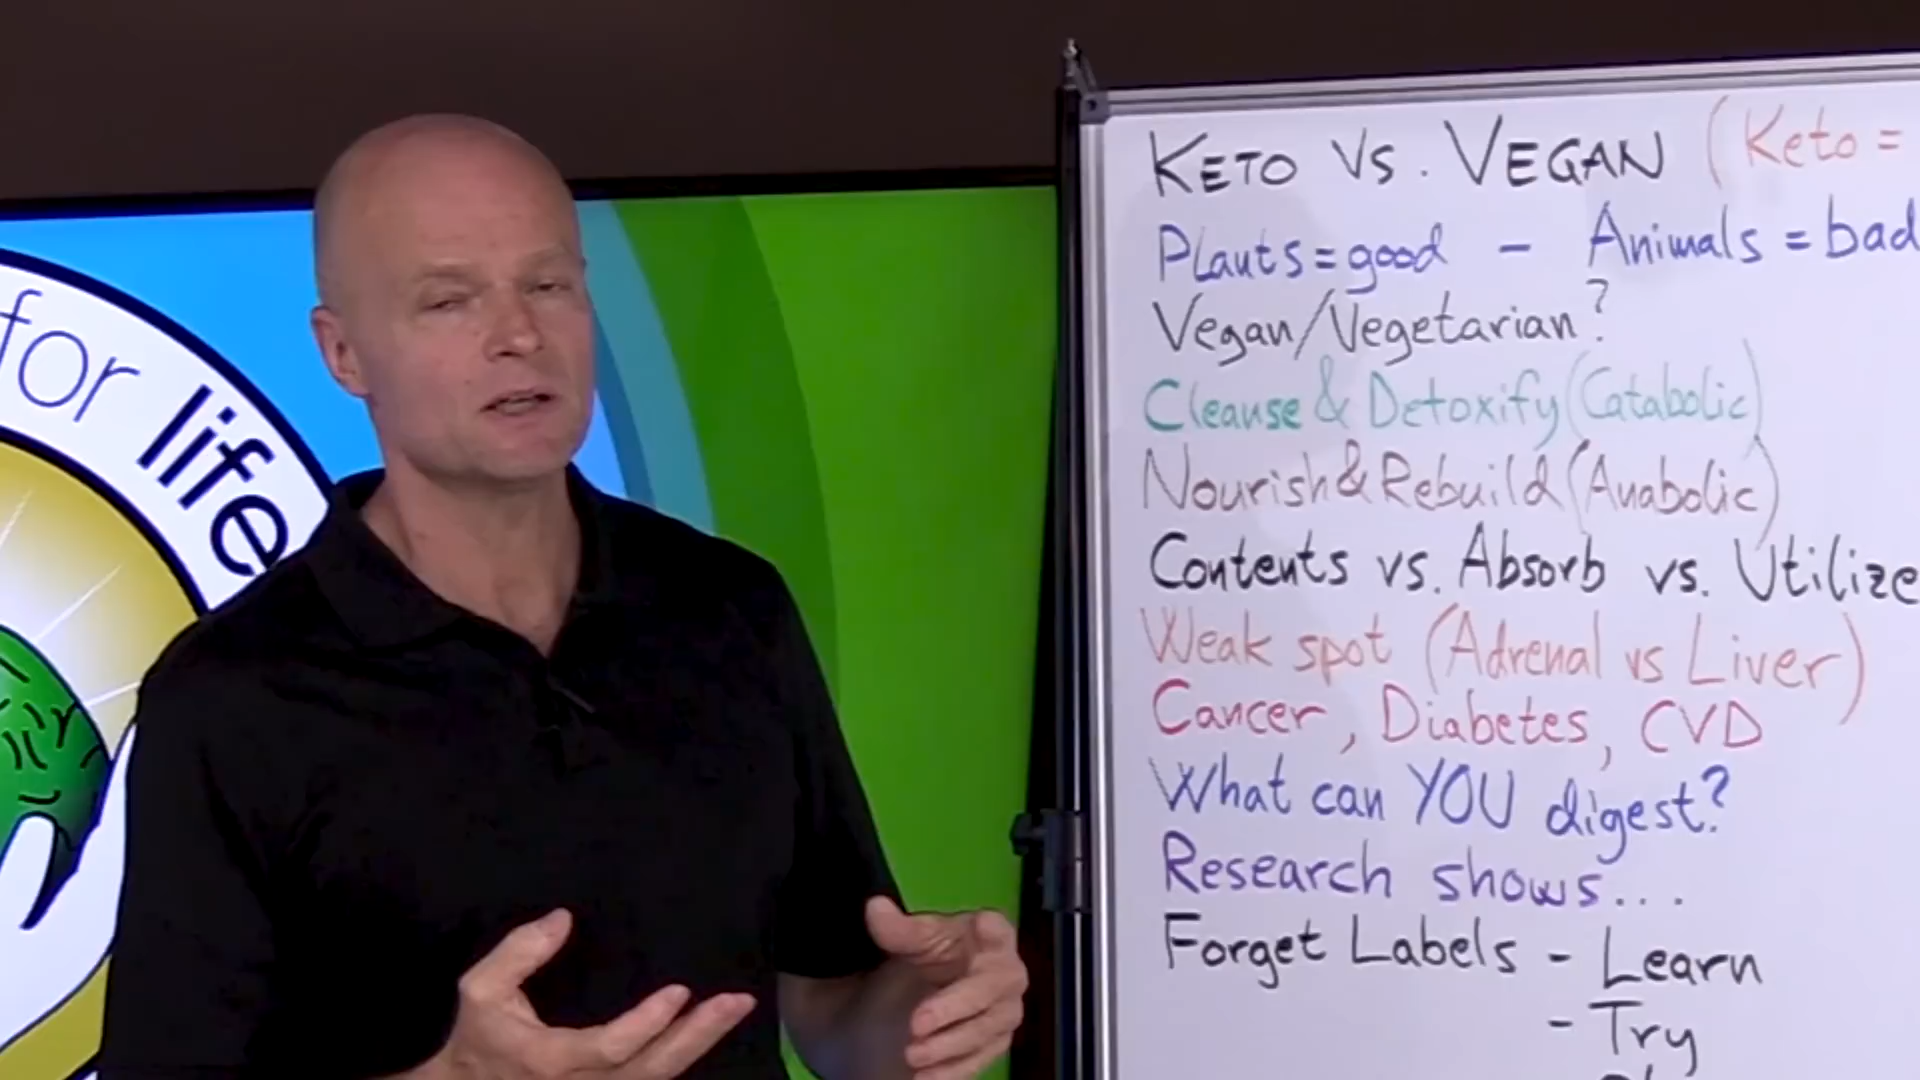 for life
KETO VS. VEGAN (Keto =
Plants = good - Animals = bad
Vegan/Vegetarian?
Cleanse & Detoxify (Catabolic)
Nourish & Rebuild (Anabolic)
Contents vs. Absorb vs. Utilize
Weak spot (Adrenal vs Liver)
Cancer, Diabetes, CVD
What can YOU digest?
Research shows...
Forget Labels - Learn
- Try